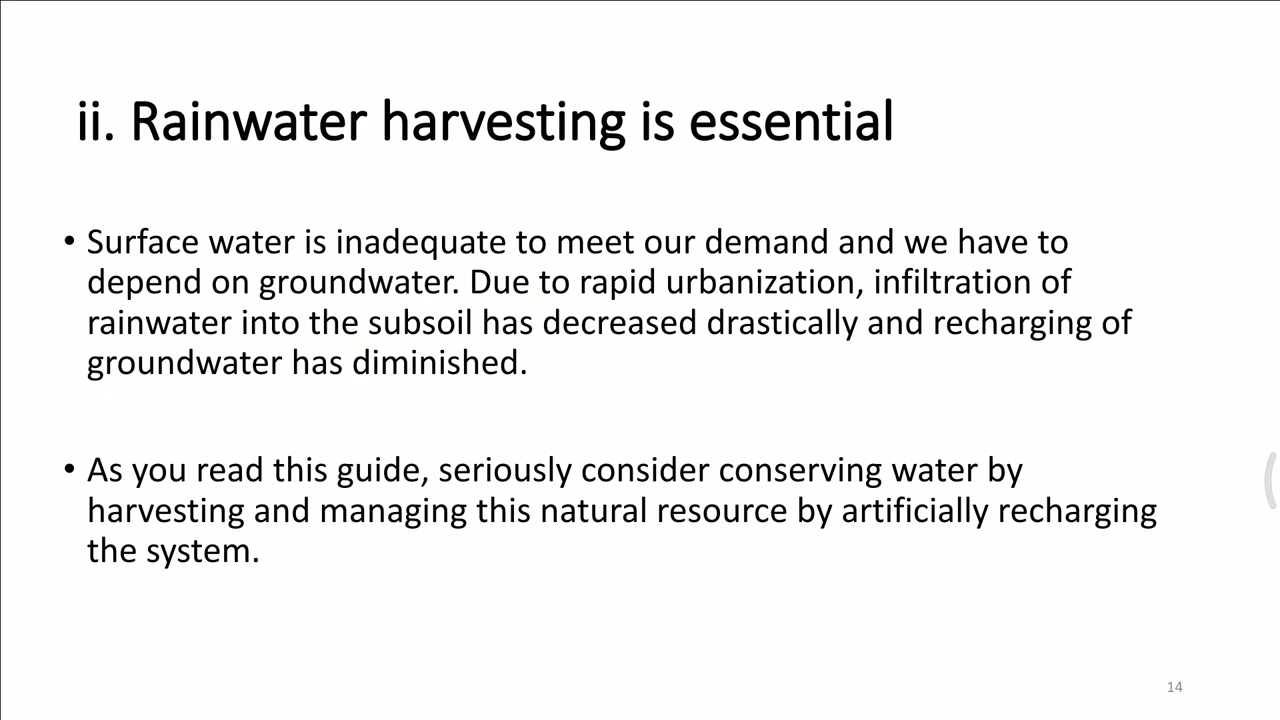 ii. Rainwater harvesting is essential
• Surface water is inadequate to meet our demand and we have to
depend on groundwater. Due to rapid urbanization, infiltration of
rainwater into the subsoil has decreased drastically and recharging of
groundwater has diminished.
• As you read this guide, seriously consider conserving water by
harvesting and managing this natural resource by artificially recharging
the system.
14